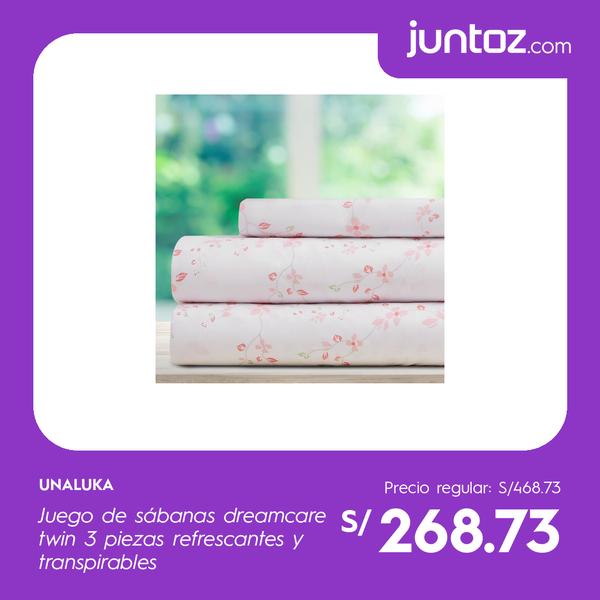 juntoz.com
UNALUKA
Juego de sábanas dreamcare
twin 3 piezas refrescantes y
transpirables
Precio regular: S/468.73
S/ 268.73